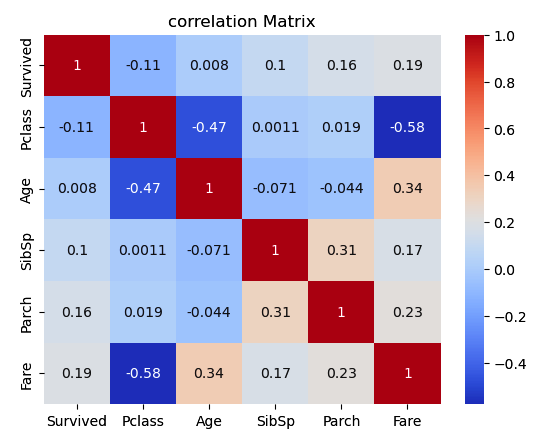 correlation Matrix
Survived 1 -0.11 0.008 0.1 0.16 0.19
Pclass -0.11 1 -0.47 0.0011 0.019 -0.58
Age 0.008 -0.47 1 -0.071 -0.044 0.34
SibSp 0.1 0.0011 -0.071 1 0.31 0.17
Parch 0.16 0.019 -0.044 0.31 1 0.23
Fare 0.19 -0.58 0.34 0.17 0.23 1
Survived Pclass Age SibSp Parch Fare
1.0
0.8
0.6
0.4
0.2
0.0
−0.2
−0.4